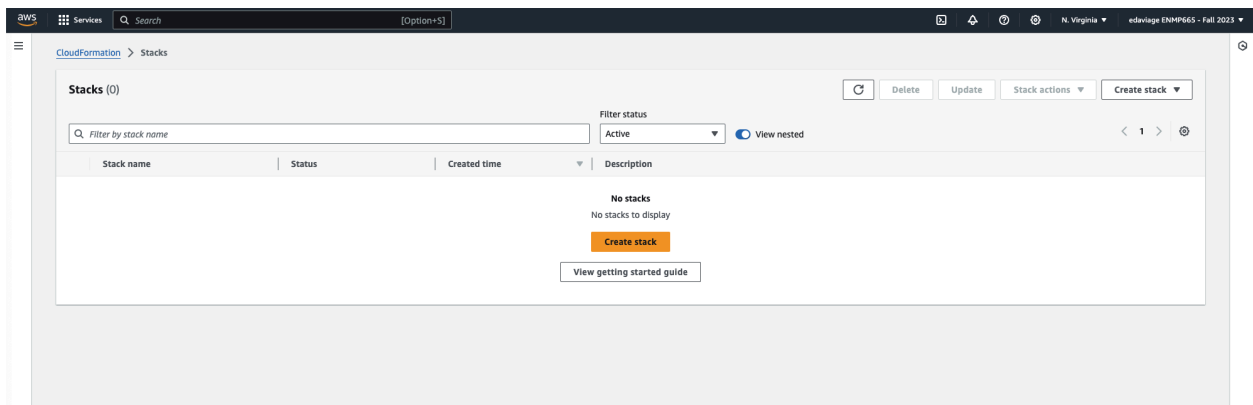 aws Services Search [Option+S] N. Virginia ▼ edaviage ENMP665 - Fall 2023 ▼
CloudFormation > Stacks
Stacks (0) Delete Update Stack actions ▼ Create stack ▼
Filter status
Filter by stack name Active ▼ View nested < 1 >
Stack name Status Created time ▼ Description
No stacks
No stacks to display
Create stack
View getting started guide